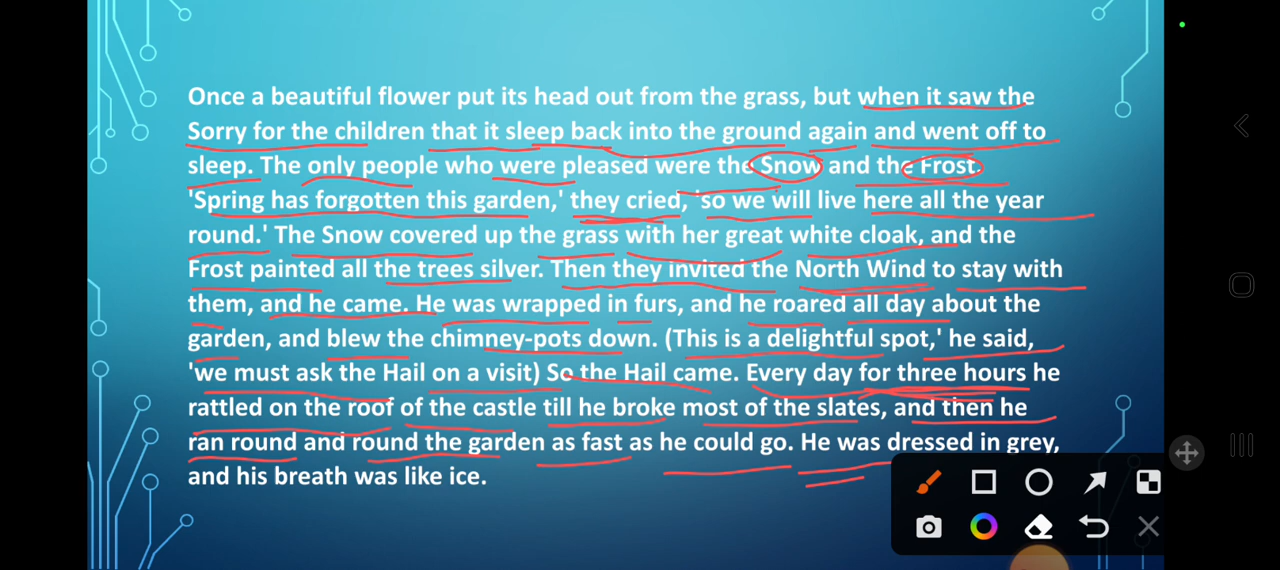 Once a beautiful flower put its head out from the grass, but when it saw the
Sorry for the children that it sleep back into the ground again and went off to
sleep. The only people who were pleased were the Snow and the Frost.
'Spring has forgotten this garden,' they cried, 'so we will live here all the year
round.' The Snow covered up the grass with her great white cloak, and the
Frost painted all the trees silver. Then they invited the North Wind to stay with
them, and he came. He was wrapped in furs, and he roared all day about the
garden, and blew the chimney-pots down. (This is a delightful spot,' he said,
'we must ask the Hail on a visit) So the Hail came. Every day for three hours he
rattled on the roof of the castle till he broke most of the slates, and then he
ran round and round the garden as fast as he could go. He was dressed in grey,
and his breath was like ice.